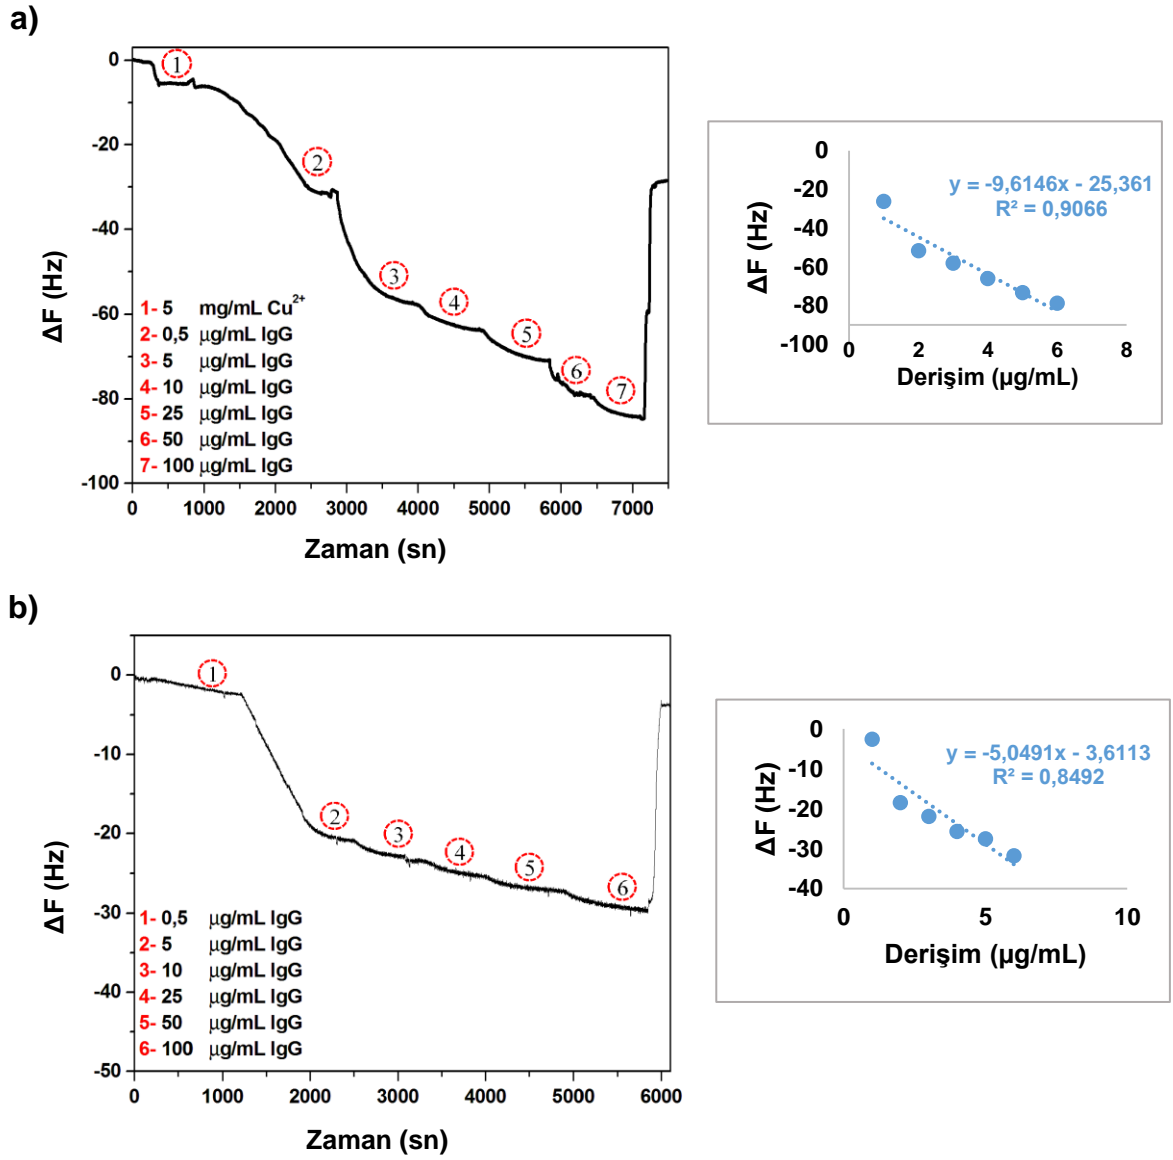 a)
0
-20
-40
-60
-80
-100
ΔF (Hz)
1
2
3
4
5
6
7
1- 5 mg/mL Cu²⁺
2- 0,5 µg/mL IgG
3- 5 µg/mL IgG
4- 10 µg/mL IgG
5- 25 µg/mL IgG
6- 50 µg/mL IgG
7- 100 µg/mL IgG
0 1000 2000 3000 4000 5000 6000 7000
Zaman (sn)
0
-20
-40
-60
-80
-100
ΔF (Hz)
y = -9,6146x - 25,361
R² = 0,9066
0 2 4 6 8
Derişim (µg/mL)
b)
0
-10
-20
-30
-40
-50
ΔF (Hz)
1
2
3
4
5
6
1- 0,5 µg/mL IgG
2- 5 µg/mL IgG
3- 10 µg/mL IgG
4- 25 µg/mL IgG
5- 50 µg/mL IgG
6- 100 µg/mL IgG
0 1000 2000 3000 4000 5000 6000
Zaman (sn)
0
-10
-20
-30
-40
ΔF (Hz)
y = -5,0491x - 3,6113
R² = 0,8492
0 5 10
Derişim (µg/mL)